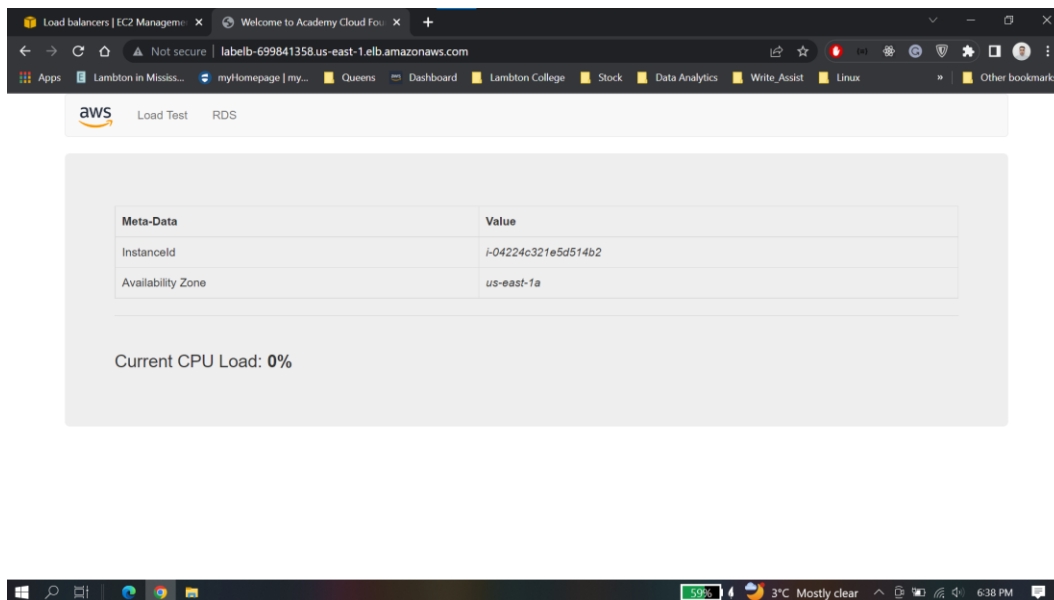 Load balancers | EC2 Manageme
Welcome to Academy Cloud Fou
Not secure | labelb-699841358.us-east-1.elb.amazonaws.com
Apps Lambton in Mississ... myHomepage | my... Queens Dashboard Lambton College Stock Data Analytics Write_Assist Linux » Other bookmark
aws Load Test RDS
Meta-Data Value
InstanceId i-04224c321e5d514b2
Availability Zone us-east-1a
Current CPU Load: 0%
59% 3°C Mostly clear 6:38 PM